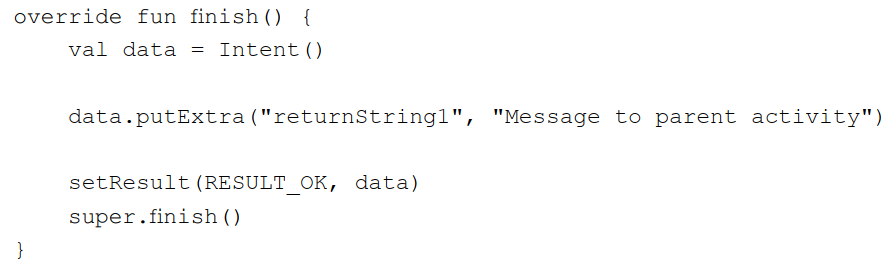 override fun finish() {
    val data = Intent()
    data.putExtra("returnString1", "Message to parent activity")
    setResult(RESULT_OK, data)
    super.finish()
}